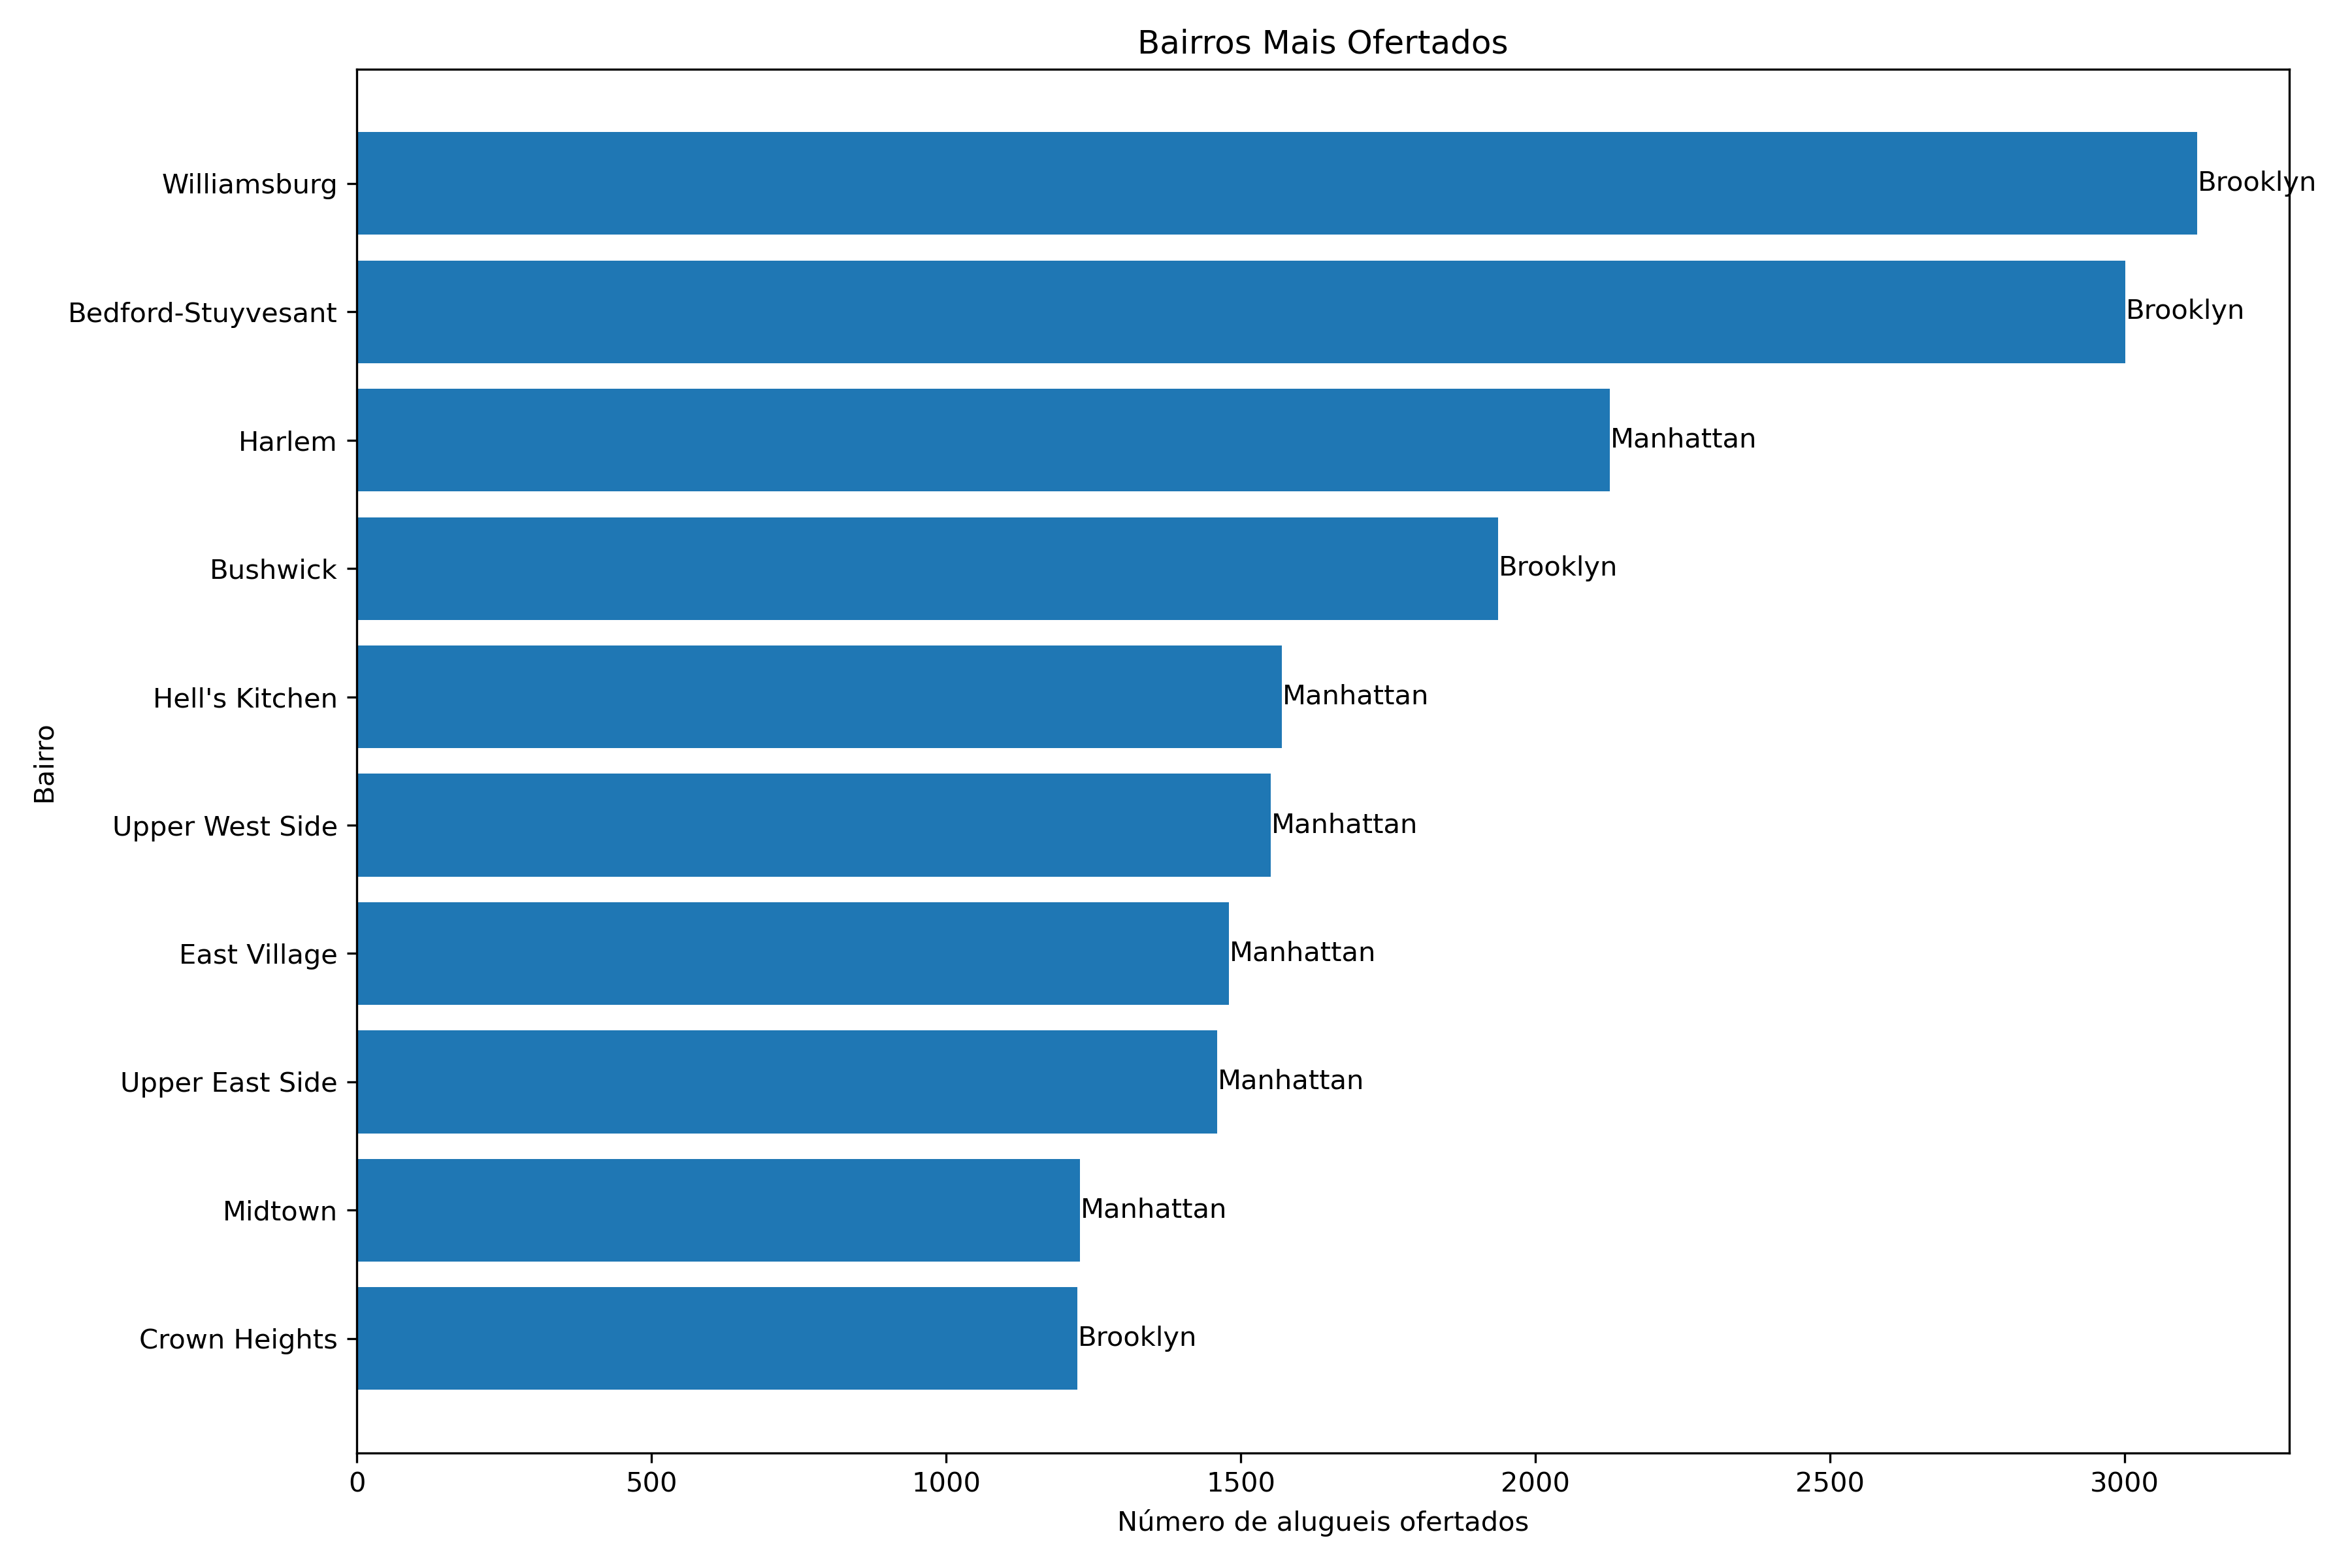 Bairros Mais Ofertados
Williamsburg
Brooklyn
Bedford-Stuyvesant
Brooklyn
Harlem
Manhattan
Bushwick
Brooklyn
Hell's Kitchen
Manhattan
Bairro
Upper West Side
Manhattan
East Village
Manhattan
Upper East Side
Manhattan
Midtown
Manhattan
Crown Heights
Brooklyn
0 500 1000 1500 2000 2500 3000
Número de alugueis ofertados